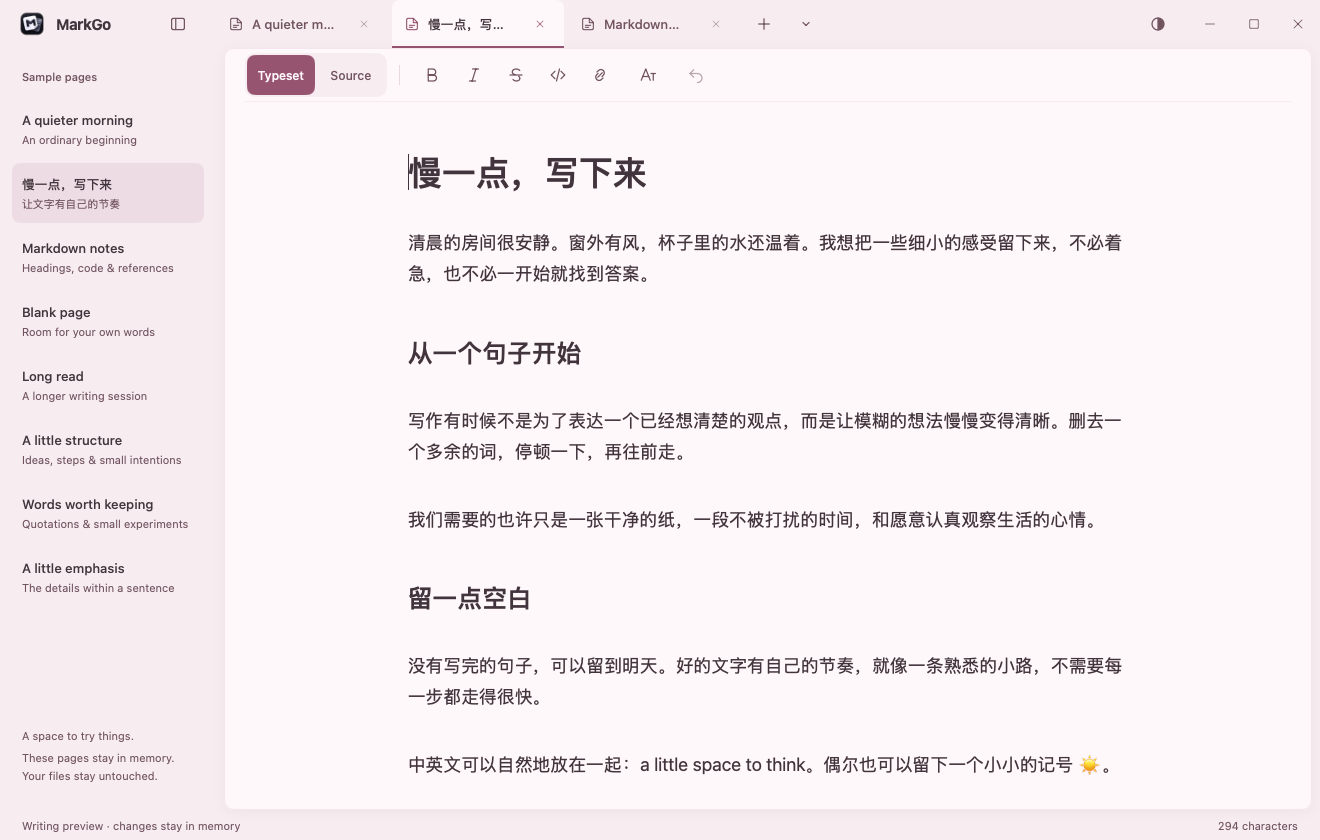 MarkGo
A quieter m...
慢一点，写...
Markdown...
Sample pages
A quieter morning
An ordinary beginning
慢一点，写下来
让文字有自己的节奏
Markdown notes
Headings, code & references
Blank page
Room for your own words
Long read
A longer writing session
A little structure
Ideas, steps & small intentions
Words worth keeping
Quotations & small experiments
A little emphasis
The details within a sentence
A space to try things.
These pages stay in memory.
Your files stay untouched.
Typeset
Source
慢一点，写下来
清晨的房间很安静。窗外有风，杯子里的水还温着。我想把一些细小的感受留下来，不必着
急，也不必一开始就找到答案。
从一个句子开始
写作有时候不是为了表达一个已经想清楚的观点，而是让模糊的想法慢慢变得清晰。删去一
个多余的词，停顿一下，再往前走。
我们需要的也许只是一张干净的纸，一段不被打扰的时间，和愿意认真观察生活的心情。
留一点空白
没有写完的句子，可以留到明天。好的文字有自己的节奏，就像一条熟悉的小路，不需要每
一步都走得很快。
中英文可以自然地放在一起：a little space to think。偶尔也可以留下一个小小的记号 ☀️。
Writing preview · changes stay in memory
294 characters